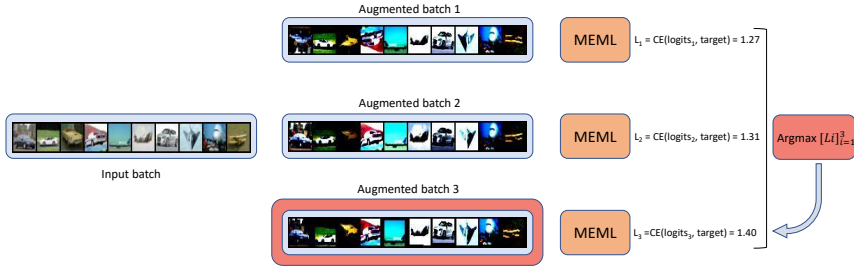 Augmented batch 1
MEML
L₁ = CE(logits₁, target) = 1.27
Augmented batch 2
MEML
L₂ = CE(logits₂, target) = 1.31
Argmax [Li]³ᵢ₌₁
Input batch
Augmented batch 3
MEML
L₃ =CE(logits₃, target) = 1.40